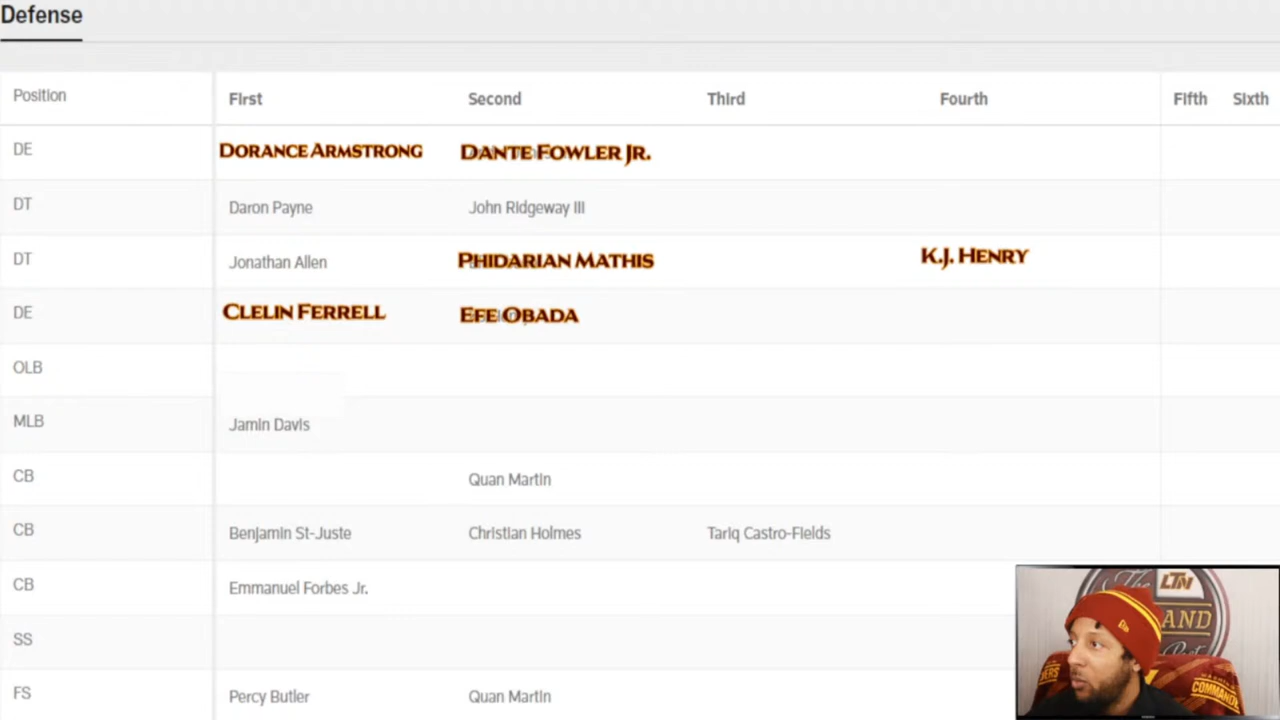 Defense
Position First Second Third Fourth Fifth Sixth
DE DORANCE ARMSTRONG DANTE FOWLER JR.
DT Daron Payne John Ridgeway III
DT Jonathan Allen PHIDARIAN MATHIS K.J. HENRY
DE CLELIN FERRELL EFE OBADA
OLB
MLB Jamin Davis
CB Quan Martin
CB Benjamin St-Juste Christian Holmes Tariq Castro-Fields
CB Emmanuel Forbes Jr.
SS
FS Percy Butler Quan Martin
The
LTN
AND